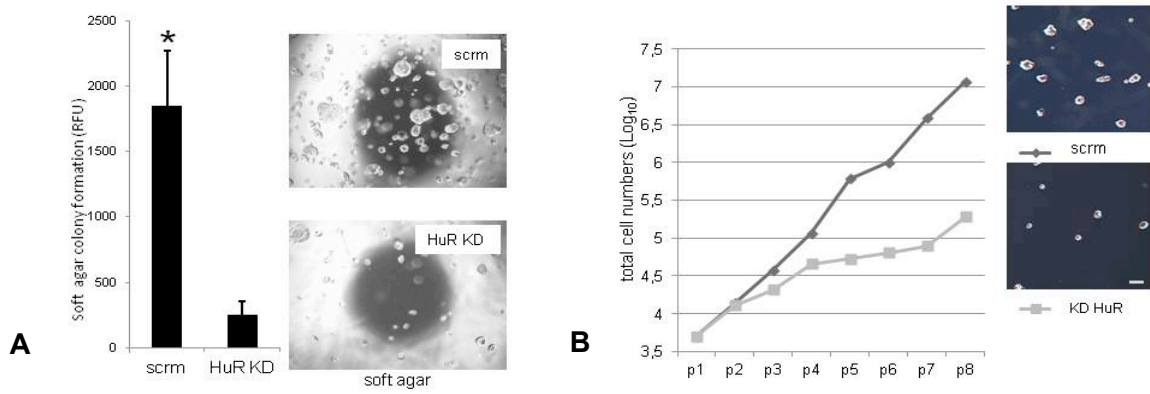 A
Soft agar colony formation (RFU)
2500
2000
1500
1000
500
0
*
scrm
HuR KD
scrm
HuR KD
soft agar
B
total cell numbers (Log10)
7,5
7
6,5
6
5,5
5
4,5
4
3,5
p1 p2 p3 p4 p5 p6 p7 p8
scrm
KD HuR